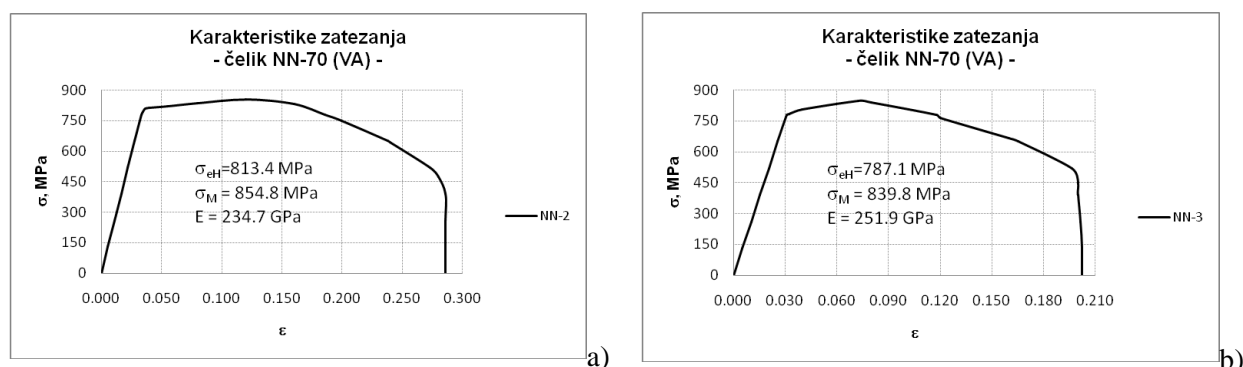 Karakteristike zatezanja
- čelik NN-70 (VA) -
900
750
600
450
300
150
0
σ, MPa
σeH=813.4 MPa
σM = 854.8 MPa
E = 234.7 GPa
NN-2
0.000 0.050 0.100 0.150 0.200 0.250 0.300
ε
a)
Karakteristike zatezanja
- čelik NN-70 (VA) -
900
750
600
450
300
150
0
σ, MPa
σeH=787.1 MPa
σM = 839.8 MPa
E = 251.9 GPa
NN-3
0.000 0.030 0.060 0.090 0.120 0.150 0.180 0.210
ε
b)